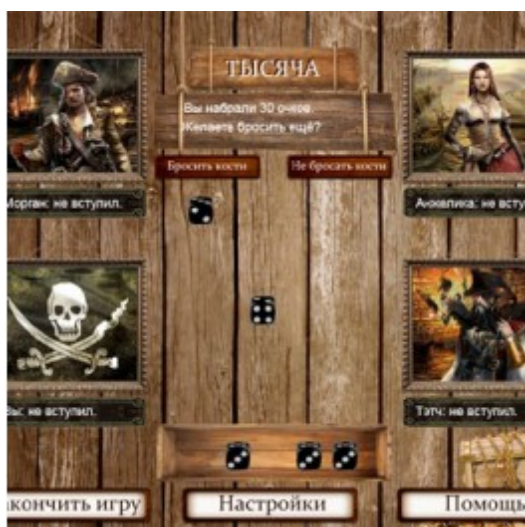 ТЫСЯЧА
Вы набрали 30 очков.
Желаете бросить ещё?
Бросить кости
Не бросать кости
Морган: не вступил.
Анжелика: не всту
Вы: не вступил.
Тэтч: не вступил.
кончить игру
Настройки
Помощь